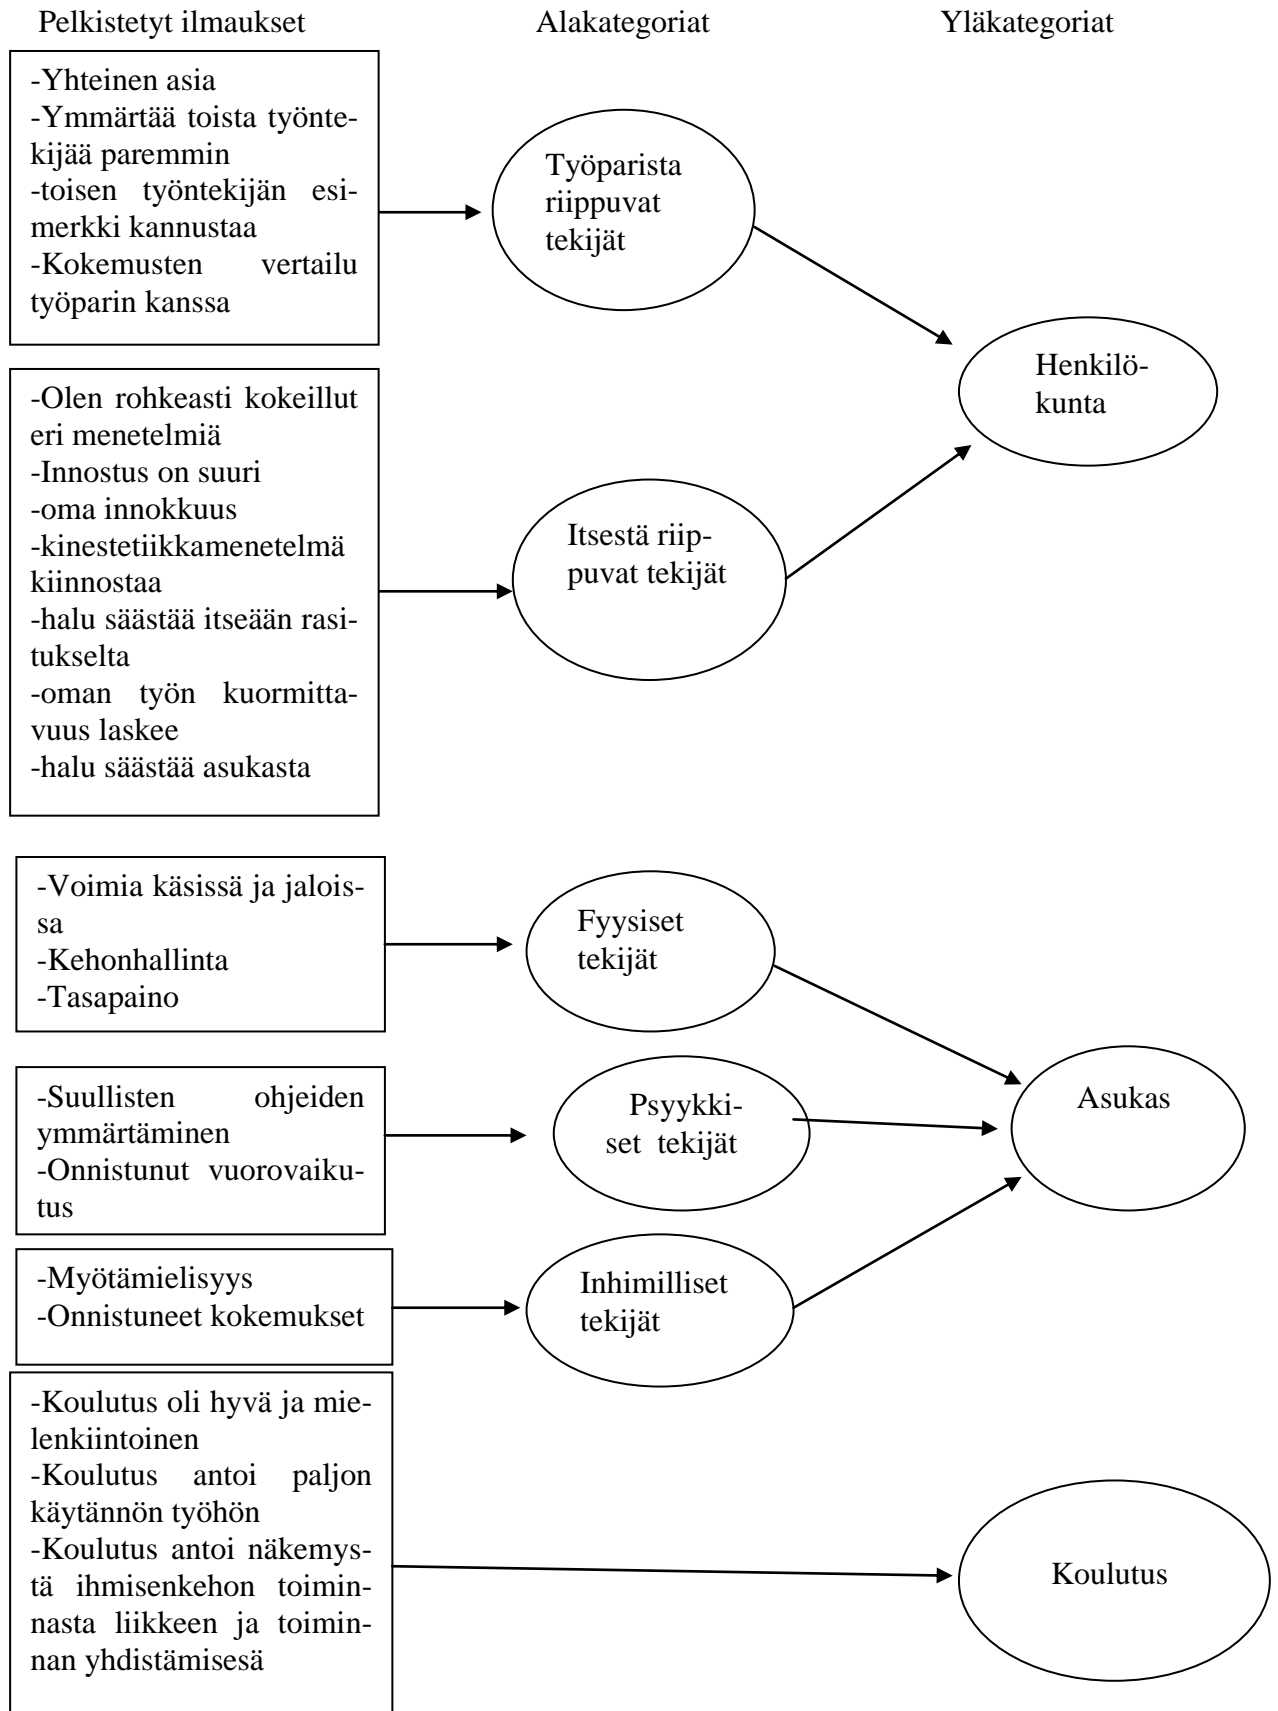 Pelkistetyt ilmaukset
Alakategoriat
Yläkategoriat
-Yhteinen asia
-Ymmärtää toista työnte-
kijää paremmin
-toisen työntekijän esi-
merkki kannustaa
-Kokemusten vertailu
työparin kanssa
Työparista
riippuvat
tekijät
-Olen rohkeasti kokeillut
eri menetelmiä
-Innostus on suuri
-oma innokkuus
-kinestetiikkamenetelmä
kiinnostaa
-halu säästää itseään rasi-
tukselta
-oman työn kuormitta-
vuus laskee
-halu säästää asukasta
Itsestä riip-
puvat tekijät
Henkilö-
kunta
-Voimia käsissä ja jalois-
sa
-Kehonhallinta
-Tasapaino
Fyysiset
tekijät
-Suullisten ohjeiden
ymmärtäminen
-Onnistunut vuorovaiku-
tus
Psyykki-
set tekijät
-Myötämielisyys
-Onnistuneet kokemukset
Inhimilliset
tekijät
Asukas
-Koulutus oli hyvä ja mie-
lenkiintoinen
-Koulutus antoi paljon
käytännön työhön
-Koulutus antoi näkemys-
tä ihmisenkehon toimin-
nasta liikkeen ja toimin-
nan yhdistämisesä
Koulutus